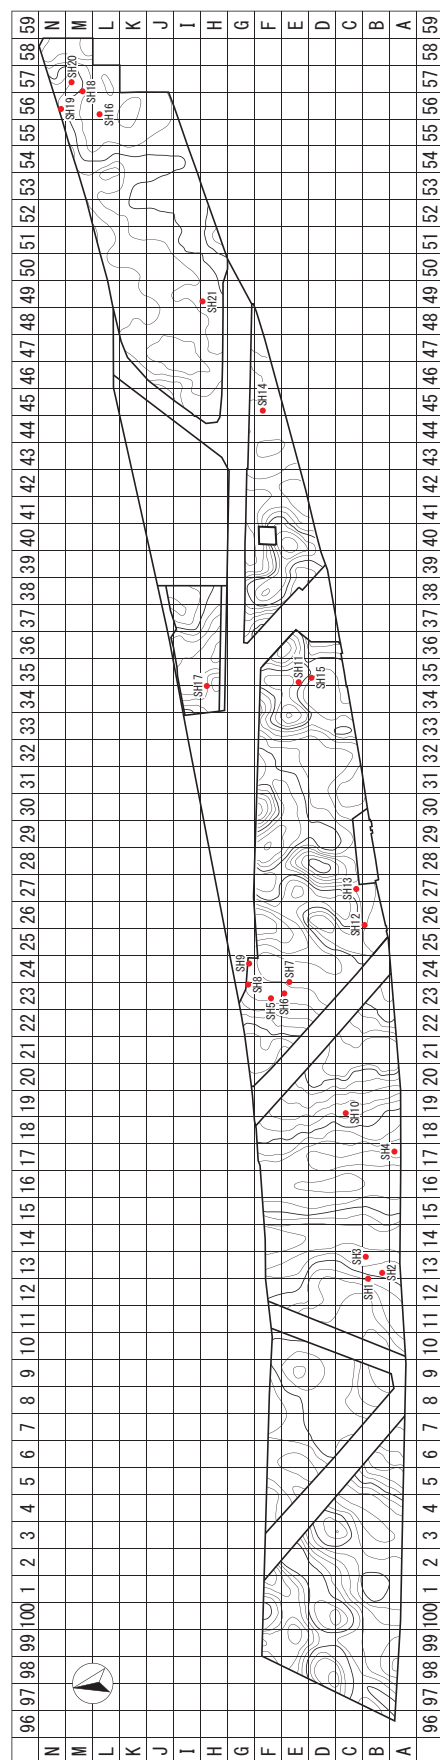 N M L K J I H G F E D C B A
96 97 98 99 100 1 2 3 4 5 6 7 8 9 10 11 12 13 14 15 16 17 18 19 20 21 22 23 24 25 26 27 28 29 30 31 32 33 34 35 36 37 38 39 40 41 42 43 44 45 46 47 48 49 50 51 52 53 54 55 56 57 58 59
SH1
SH2
SH3
SH4
SH10
SH5
SH6
SH7
SH8
SH9
SH12
SH13
SH11
SH15
SH17
SH14
SH21
SH16
SH18
SH19
SH20
N M L K J I H G F E D C B A
96 97 98 99 100 1 2 3 4 5 6 7 8 9 10 11 12 13 14 15 16 17 18 19 20 21 22 23 24 25 26 27 28 29 30 31 32 33 34 35 36 37 38 39 40 41 42 43 44 45 46 47 48 49 50 51 52 53 54 55 56 57 58 59